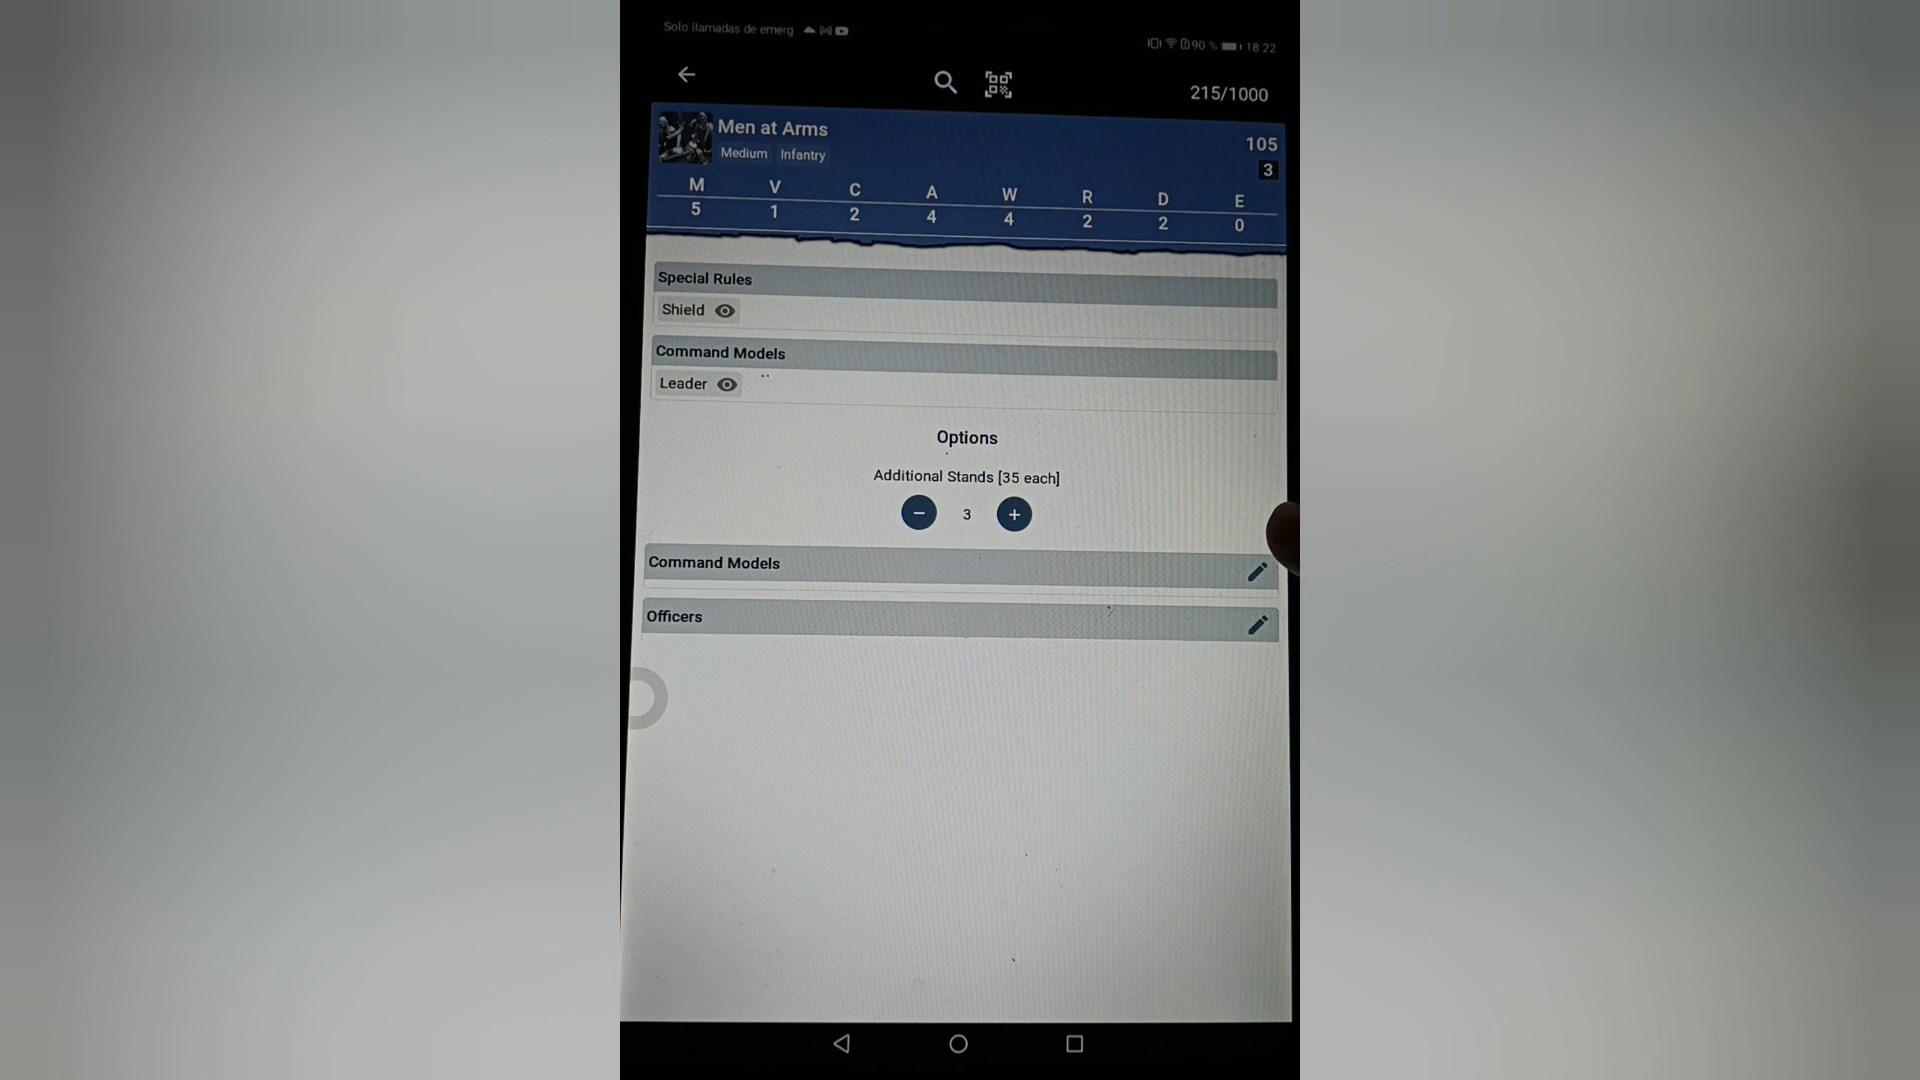 Solo llamadas de emerg
90 % 18:22
215/1000
Men at Arms
105
Medium Infantry
3
M V C A W R D E
5 1 2 4 4 2 2 0
Special Rules
Shield
Command Models
Leader
Options
Additional Stands [35 each]
− 3 +
Command Models
Officers